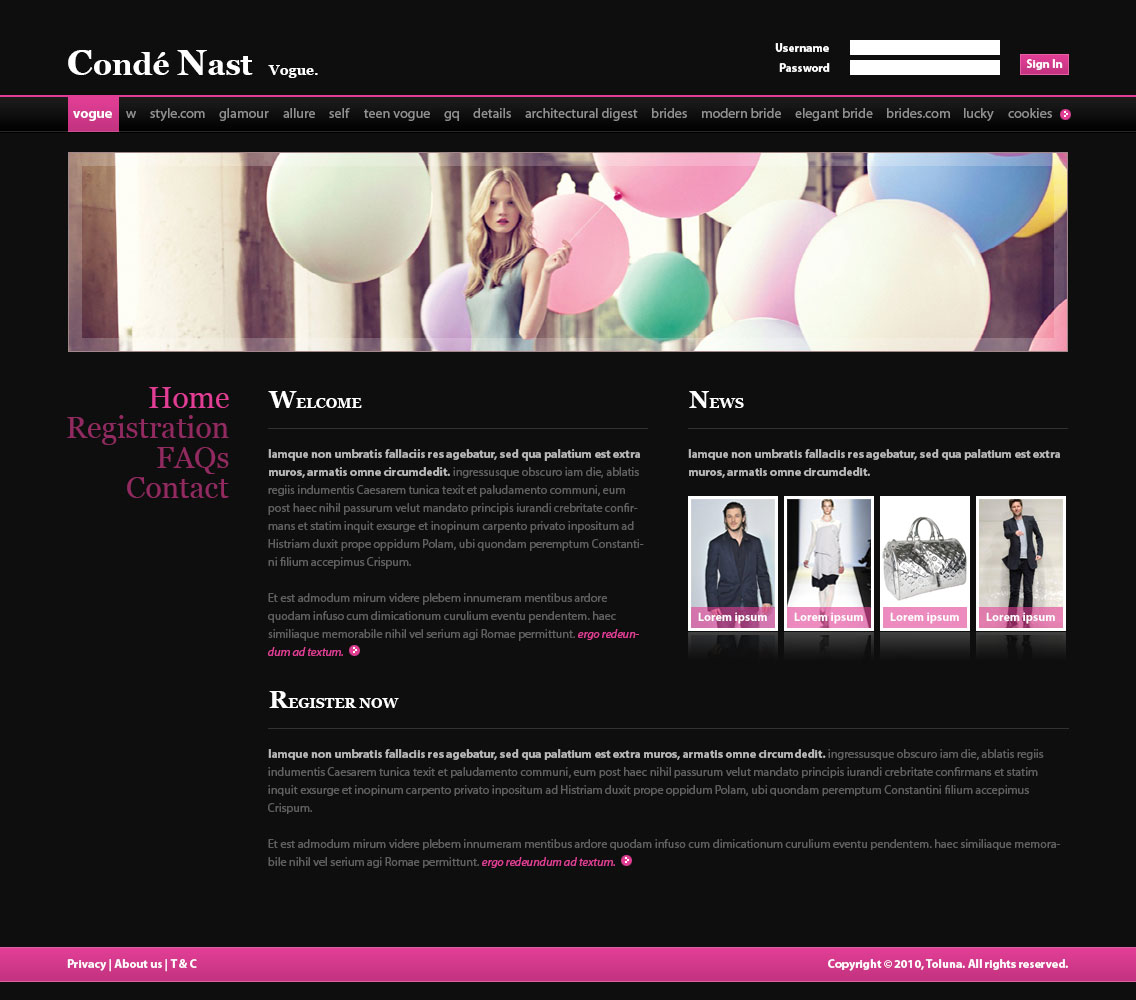 Condé Nast Vogue.
Username
Password
Sign In
vogue w style.com glamour allure self teen vogue gq details architectural digest brides modern bride elegant bride brides.com lucky cookies
Home
Registration
FAQs
Contact
Welcome
Iamque non umbratis fallaciis res agebatur, sed qua palatium est extra
muros, armatis omne circumdedit. ingressusque obscuro iam die, ablatis
regiis indumentis Caesarem tunica texit et paludamento communi, eum
post haec nihil passurum velut mandato principis iurandi crebritate confir-
mans et statim inquit exsurge et inopinum carpento privato inpositum ad
Histriam duxit prope oppidum Polam, ubi quondam peremptum Constanti-
ni filium accepimus Crispum.
Et est admodum mirum videre plebem innumeram mentibus ardore
quodam infuso cum dimicationum curulium eventu pendentem. haec
similiaque memorabile nihil vel serium agi Romae permittunt. ergo redeun-
dum ad textum.
News
Iamque non umbratis fallaciis res agebatur, sed qua palatium est extra
muros, armatis omne circumdedit.
Lorem ipsum
Lorem ipsum
Lorem ipsum
Lorem ipsum
Register now
Iamque non umbratis fallaciis res agebatur, sed qua palatium est extra muros, armatis omne circumdedit. ingressusque obscuro iam die, ablatis regiis
indumentis Caesarem tunica texit et paludamento communi, eum post haec nihil passurum velut mandato principis iurandi crebritate confirmans et statim
inquit exsurge et inopinum carpento privato inpositum ad Histriam duxit prope oppidum Polam, ubi quondam peremptum Constantini filium accepimus
Crispum.
Et est admodum mirum videre plebem innumeram mentibus ardore quodam infuso cum dimicationum curulium eventu pendentem. haec similiaque memora-
bile nihil vel serium agi Romae permittunt. ergo redeundum ad textum.
Privacy | About us | T & C
Copyright © 2010, Toluna. All rights reserved.